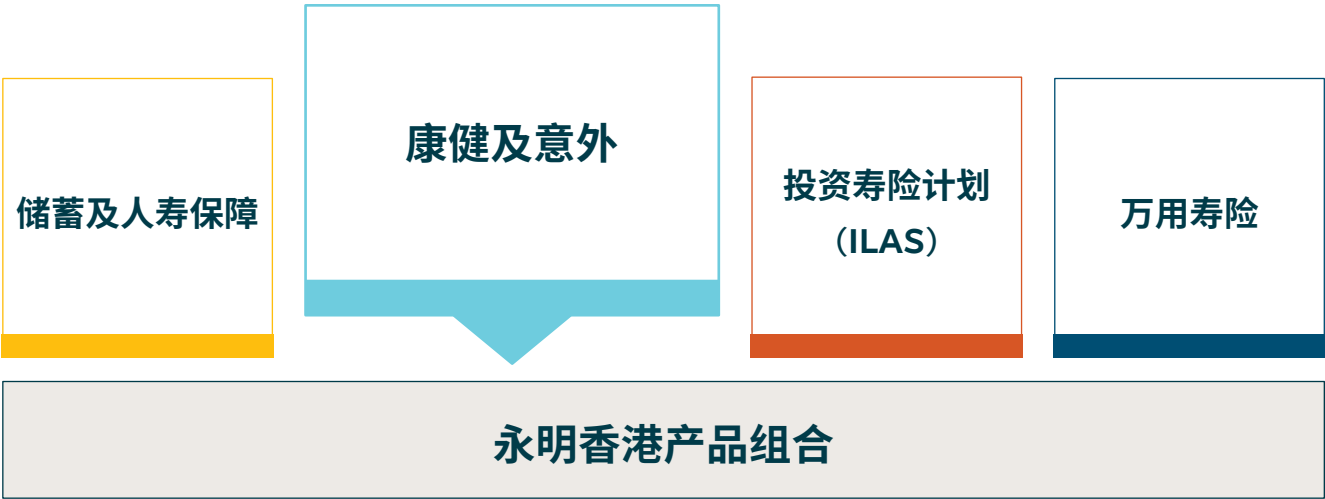 储蓄及人寿保障
康健及意外
投资寿险计划
（ILAS）
万用寿险
永明香港产品组合